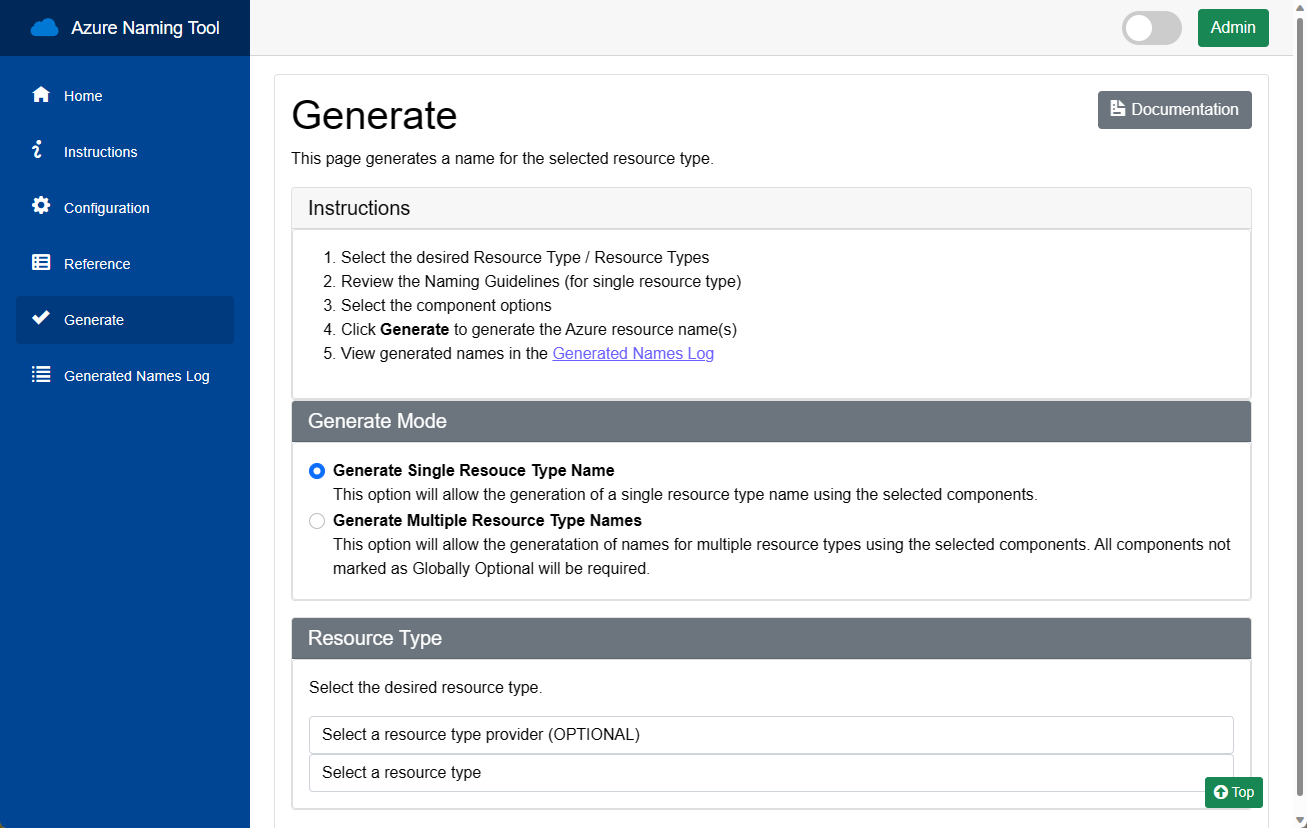 Azure Naming Tool
Admin
Home
Instructions
Configuration
Reference
Generate
Generated Names Log
Generate
Documentation
This page generates a name for the selected resource type.
Instructions
1. Select the desired Resource Type / Resource Types
2. Review the Naming Guidelines (for single resource type)
3. Select the component options
4. Click Generate to generate the Azure resource name(s)
5. View generated names in the Generated Names Log
Generate Mode
Generate Single Resouce Type Name
This option will allow the generation of a single resource type name using the selected components.
Generate Multiple Resource Type Names
This option will allow the generatation of names for multiple resource types using the selected components. All components not
marked as Globally Optional will be required.
Resource Type
Select the desired resource type.
Select a resource type provider (OPTIONAL)
Select a resource type
Top